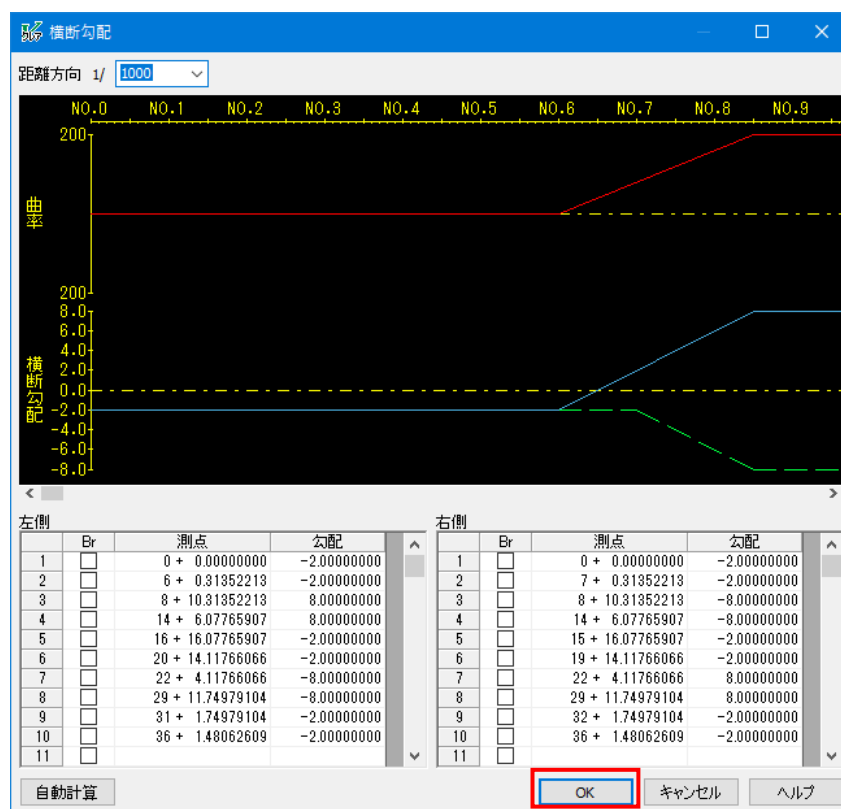 横断勾配
距離方向 1/ 1000
NO.0 NO.1 NO.2 NO.3 NO.4 NO.5 NO.6 NO.7 NO.8 NO.9
200
曲率
200
8.0
6.0
4.0
2.0
0.0
-2.0
-4.0
-6.0
-8.0
横断勾配
左側
Br 測点 勾配
1 0 + 0.00000000 -2.00000000
2 6 + 0.31352213 -2.00000000
3 8 + 10.31352213 8.00000000
4 14 + 6.07765907 8.00000000
5 16 + 16.07765907 -2.00000000
6 20 + 14.11766066 -2.00000000
7 22 + 4.11766066 -8.00000000
8 29 + 11.74979104 -8.00000000
9 31 + 1.74979104 -2.00000000
10 36 + 1.48062609 -2.00000000
11
右側
Br 測点 勾配
1 0 + 0.00000000 -2.00000000
2 7 + 0.31352213 -2.00000000
3 8 + 10.31352213 -8.00000000
4 14 + 6.07765907 -8.00000000
5 15 + 16.07765907 -2.00000000
6 19 + 14.11766066 -2.00000000
7 22 + 4.11766066 8.00000000
8 29 + 11.74979104 8.00000000
9 32 + 1.74979104 -2.00000000
10 36 + 1.48062609 -2.00000000
11
自動計算 OK キャンセル ヘルプ